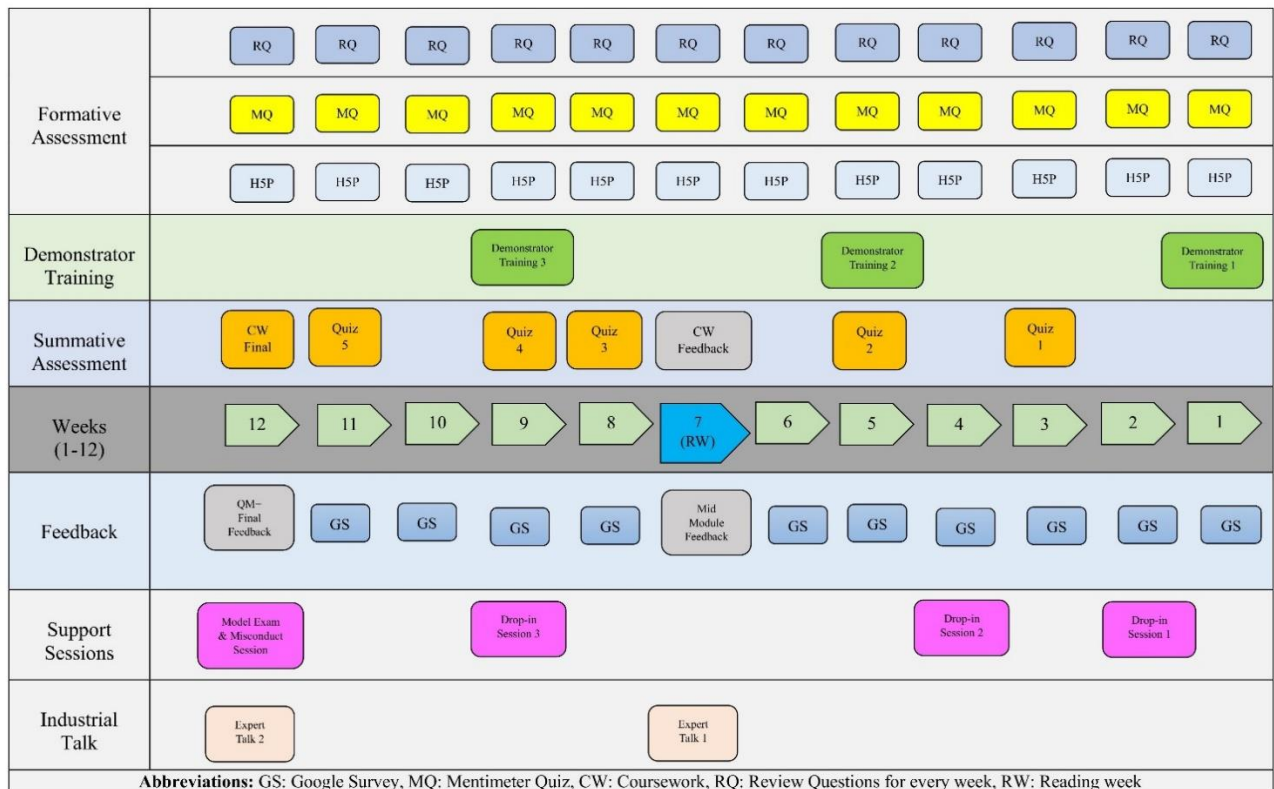 RQ RQ RQ RQ RQ RQ RQ RQ RQ RQ RQ RQ
Formative
Assessment
MQ MQ MQ MQ MQ MQ MQ MQ MQ MQ MQ MQ
H5P H5P H5P H5P H5P H5P H5P H5P H5P H5P H5P H5P
Demonstrator
Training
Demonstrator
Training 3
Demonstrator
Training 2
Demonstrator
Training 1
Summative
Assessment
CW
Final
Quiz
5
Quiz
4
Quiz
3
CW
Feedback
Quiz
2
Quiz
1
Weeks
(1-12)
12 11 10 9 8 7 6 5 4 3 2 1
(RW)
Feedback
QM–
Final
Feedback
GS GS GS GS
Mid
Module
Feedback
GS GS GS GS GS GS
Support
Sessions
Model Exam
& Misconduct
Session
Drop-in
Session 3
Drop-in
Session 2
Drop-in
Session 1
Industrial
Talk
Expert
Talk 2
Expert
Talk 1
Abbreviations: GS: Google Survey, MQ: Mentimeter Quiz, CW: Coursework, RQ: Review Questions for every week, RW: Reading week